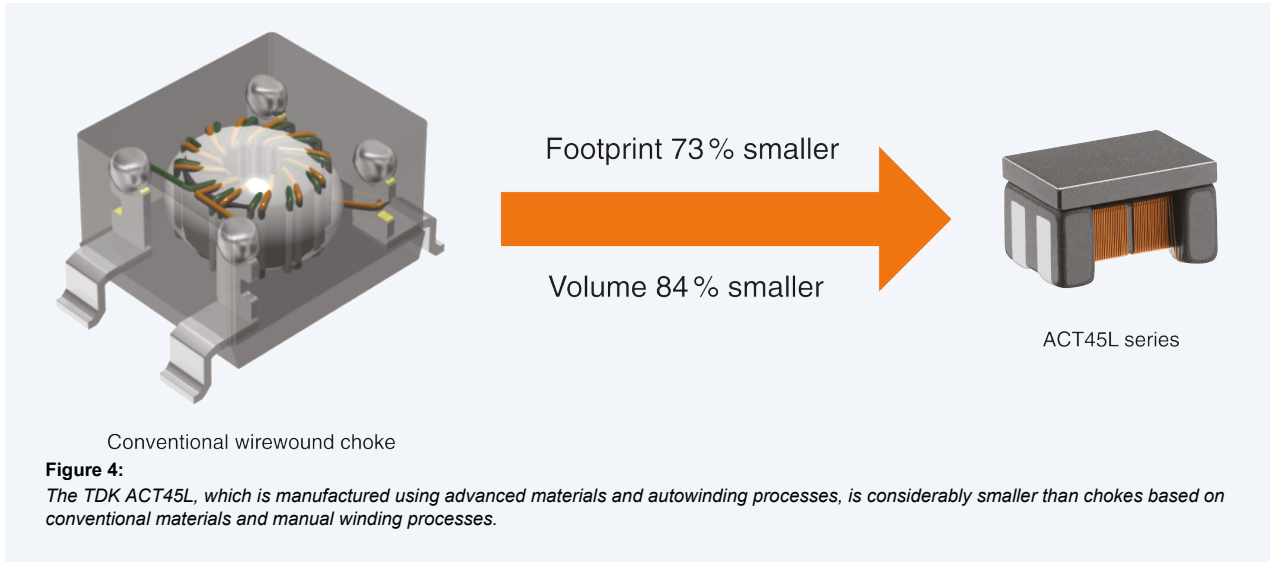 Footprint 73 % smaller
Volume 84 % smaller
ACT45L series
Conventional wirewound choke
Figure 4:
The TDK ACT45L, which is manufactured using advanced materials and autowinding processes, is considerably smaller than chokes based on
conventional materials and manual winding processes.